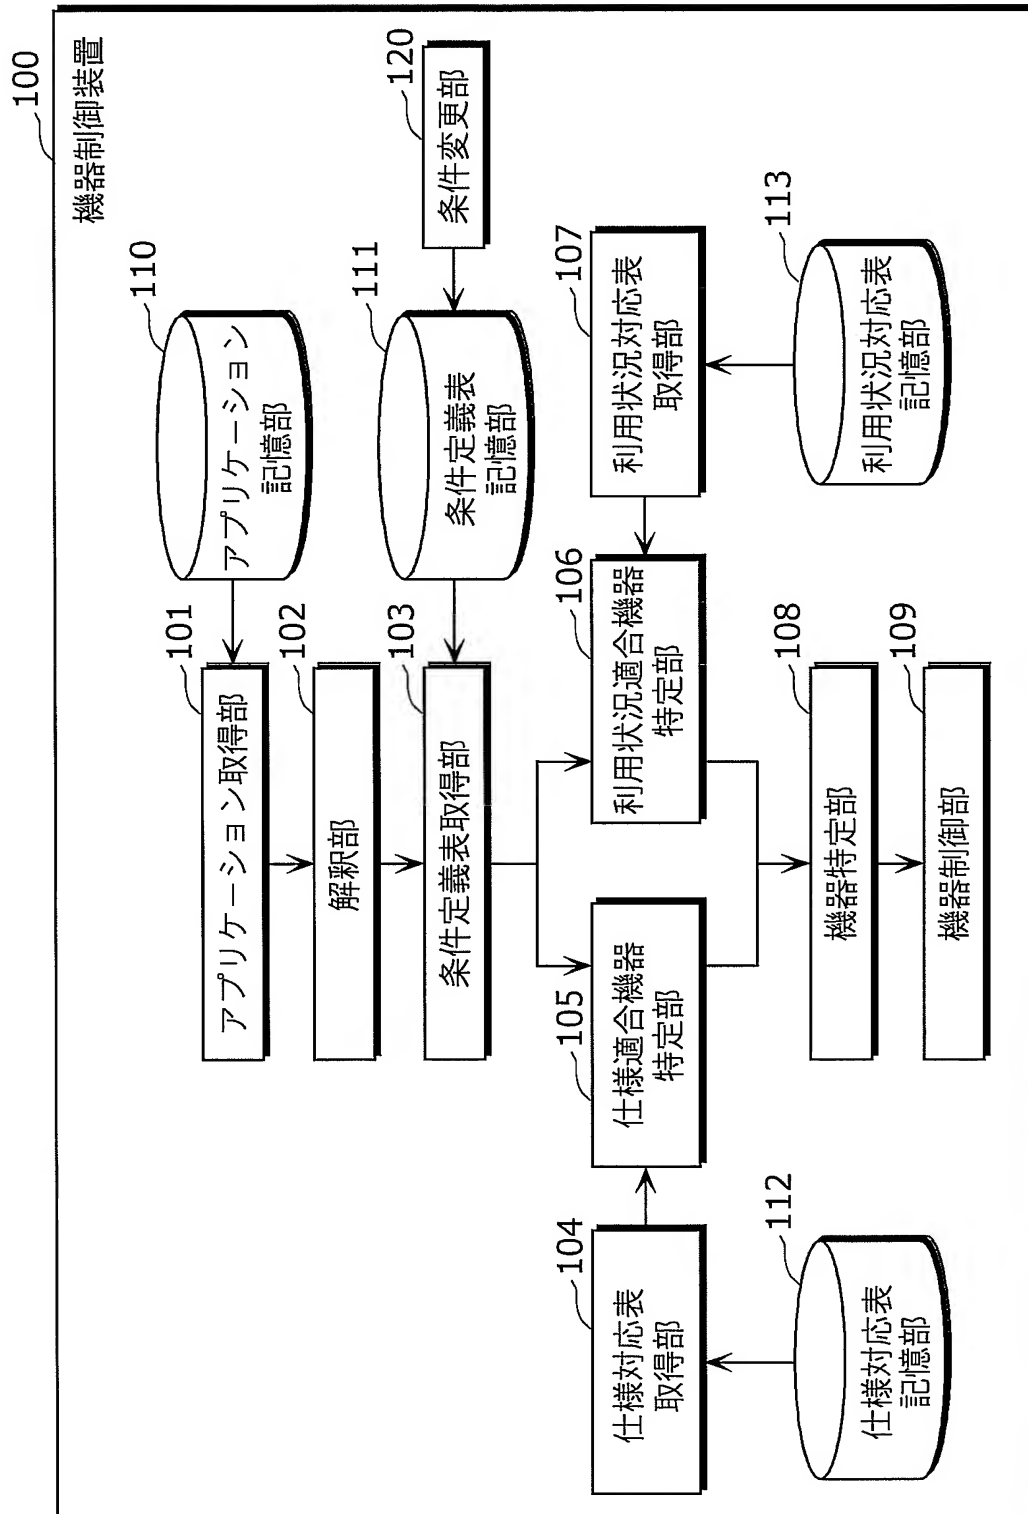 100
機器制御装置
110
アプリケーション
記憶部
101
アプリケーション取得部
102
解釈部
120
条件変更部
111
条件定義表
記憶部
103
条件定義表取得部
104
仕様対応表
取得部
105
仕様適合機器
特定部
106
利用状況適合機器
特定部
107
利用状況対応表
取得部
112
仕様対応表
記憶部
113
利用状況対応表
記憶部
108
機器特定部
109
機器制御部